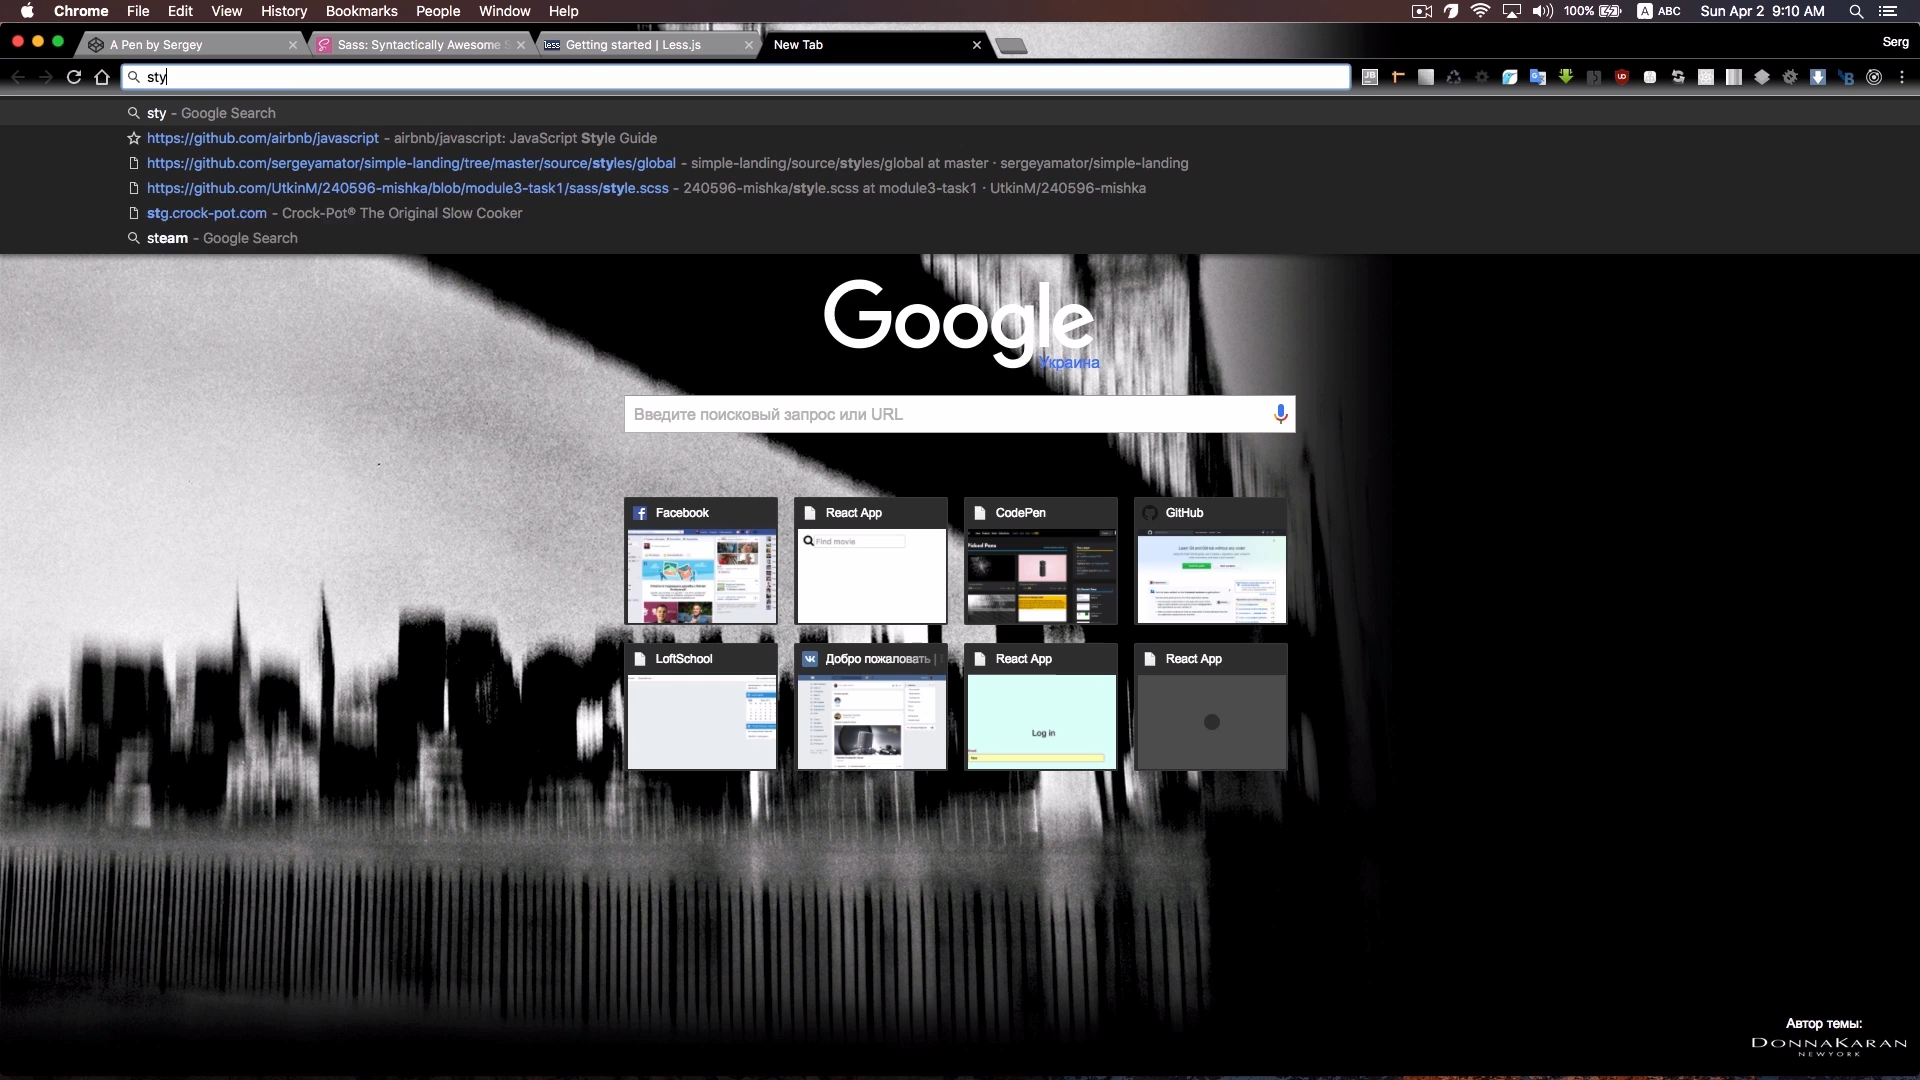 Chrome File Edit View History Bookmarks People Window Help 100% A ABC Sun Apr 2 9:10 AM
A Pen by Sergey Sass: Syntactically Awesome S less Getting started | Less.js New Tab Serg
sty
sty - Google Search
https://github.com/airbnb/javascript - airbnb/javascript: JavaScript Style Guide
https://github.com/sergeyamator/simple-landing/tree/master/source/styles/global - simple-landing/source/styles/global at master · sergeyamator/simple-landing
https://github.com/UtkinM/240596-mishka/blob/module3-task1/sass/style.scss - 240596-mishka/style.scss at module3-task1 · UtkinM/240596-mishka
stg.crock-pot.com - Crock-Pot® The Original Slow Cooker
steam - Google Search
Google
Украина
Введите поисковый запрос или URL
Facebook React App CodePen GitHub
Find movie
LoftSchool Добро пожаловать | React App React App
Log in
Автор темы:
DONNAKARAN
NEWYORK